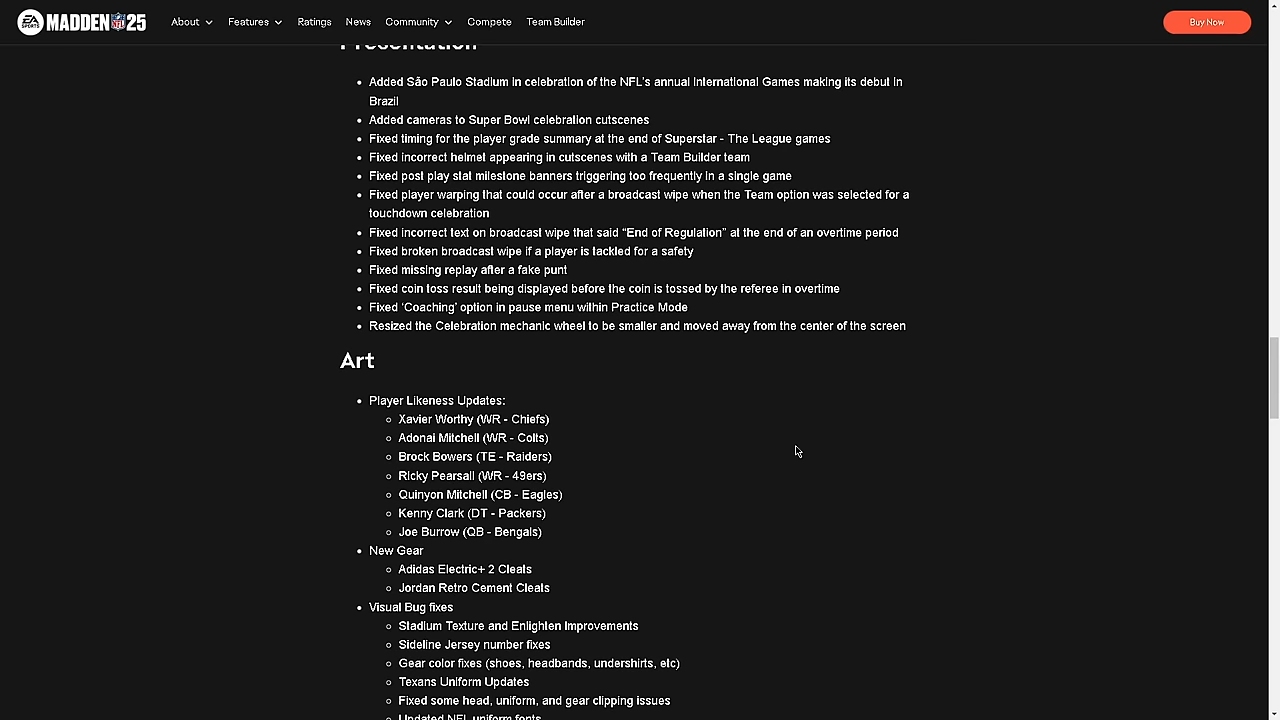 EA SPORTS MADDEN NFL 25 About Features Ratings News Community Compete Team Builder Buy Now
Presentation
• Added São Paulo Stadium in celebration of the NFL's annual International Games making its debut in
Brazil
• Added cameras to Super Bowl celebration cutscenes
• Fixed timing for the player grade summary at the end of Superstar - The League games
• Fixed incorrect helmet appearing in cutscenes with a Team Builder team
• Fixed post play stat milestone banners triggering too frequently in a single game
• Fixed player warping that could occur after a broadcast wipe when the Team option was selected for a
touchdown celebration
• Fixed incorrect text on broadcast wipe that said “End of Regulation” at the end of an overtime period
• Fixed broken broadcast wipe if a player is tackled for a safety
• Fixed missing replay after a fake punt
• Fixed coin toss result being displayed before the coin is tossed by the referee in overtime
• Fixed 'Coaching' option in pause menu within Practice Mode
• Resized the Celebration mechanic wheel to be smaller and moved away from the center of the screen
Art
• Player Likeness Updates:
○ Xavier Worthy (WR - Chiefs)
○ Adonai Mitchell (WR - Colts)
○ Brock Bowers (TE - Raiders)
○ Ricky Pearsall (WR - 49ers)
○ Quinyon Mitchell (CB - Eagles)
○ Kenny Clark (DT - Packers)
○ Joe Burrow (QB - Bengals)
• New Gear
○ Adidas Electric+ 2 Cleats
○ Jordan Retro Cement Cleats
• Visual Bug fixes
○ Stadium Texture and Enlighten Improvements
○ Sideline Jersey number fixes
○ Gear color fixes (shoes, headbands, undershirts, etc)
○ Texans Uniform Updates
○ Fixed some head, uniform, and gear clipping issues
○ Updated NFL uniform fonts